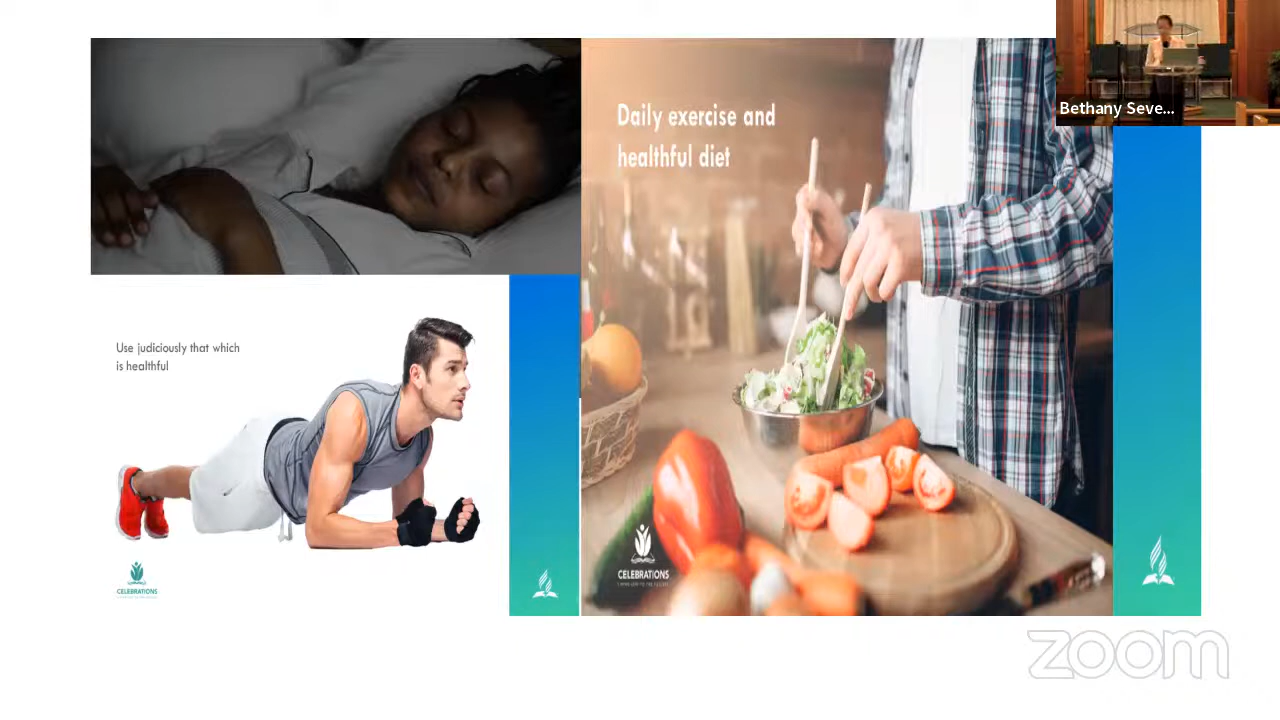 Bethany Seve...
Daily exercise and
healthful diet
Use judiciously that which
is healthful
CELEBRATIONS
CELEBRATIONS
zoom